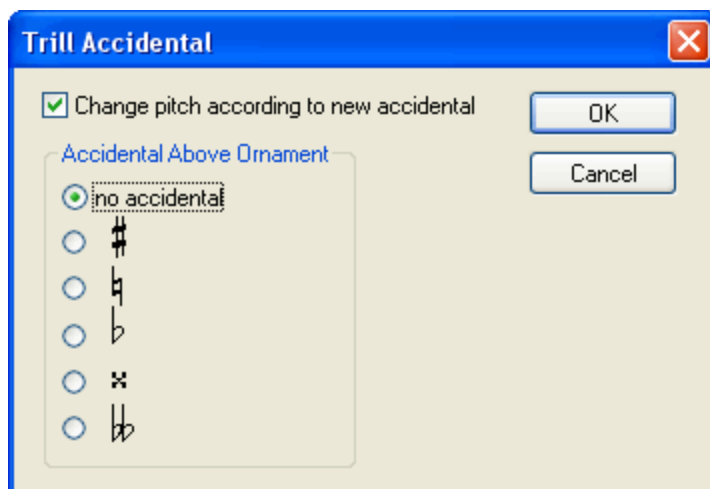 Trill Accidental
Change pitch according to new accidental
OK
Accidental Above Ornament
Cancel
no accidental
♯
♮
♭
𝄪
𝄫